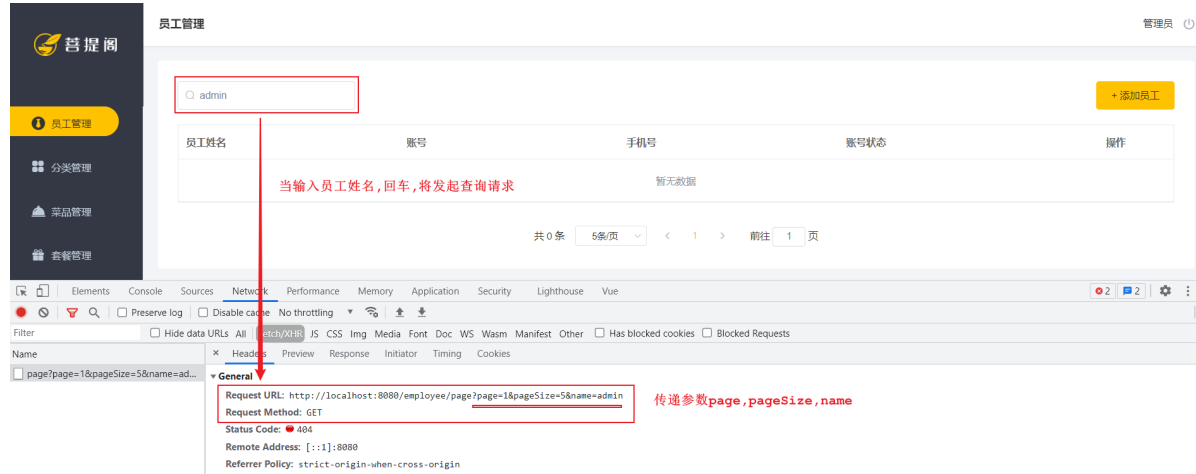 菩提阁
员工管理
管理员
admin
+ 添加员工
员工管理
分类管理
菜品管理
套餐管理
员工姓名 账号 手机号 账号状态 操作
暂无数据
当输入员工姓名,回车,将发起查询请求
共 0 条 5条/页 1 前往 1 页
Elements Console Sources Network Performance Memory Application Security Lighthouse Vue 2 2
Preserve log Disable cache No throttling
Filter Hide data URLs All Fetch/XHR JS CSS Img Media Font Doc WS Wasm Manifest Other Has blocked cookies Blocked Requests
Name × Headers Preview Response Initiator Timing Cookies
page?page=1&pageSize=5&name=ad...
General
Request URL: http://localhost:8080/employee/page?page=1&pageSize=5&name=admin
传递参数page,pageSize,name
Request Method: GET
Status Code: 404
Remote Address: [::1]:8080
Referrer Policy: strict-origin-when-cross-origin